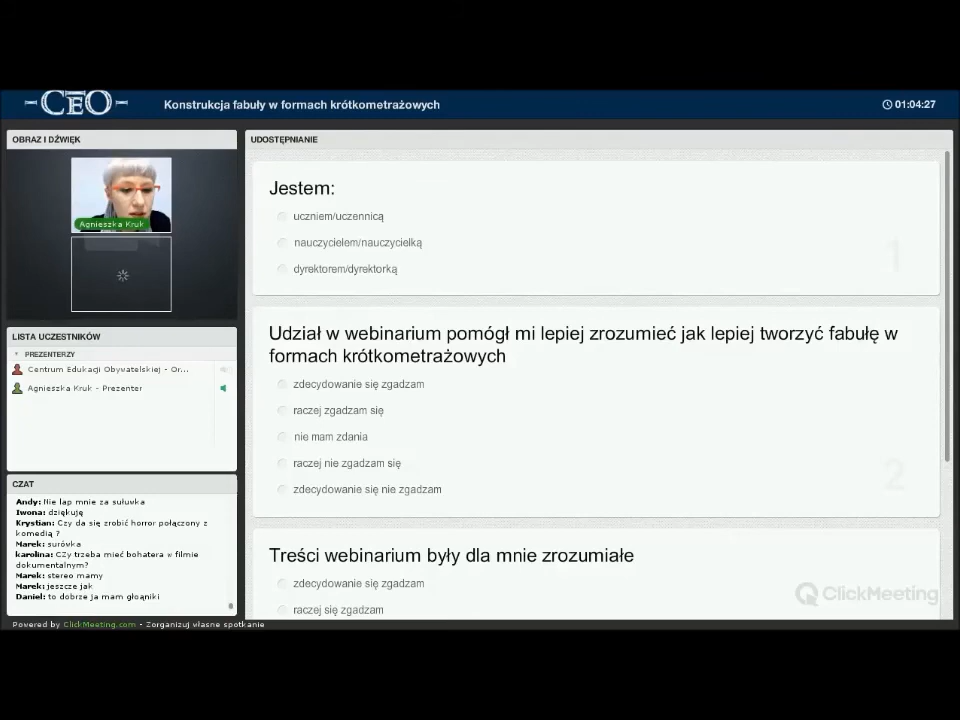 CEO
Konstrukcja fabuły w formach krótkometrażowych
01:04:27
OBRAZ I DŹWIĘK
Agnieszka Kruk
LISTA UCZESTNIKÓW
PREZENTERZY
Centrum Edukacji Obywatelskiej - Or...
Agnieszka Kruk - Prezenter
CZAT
Andy: Nie lap mnie za suluwka
Iwona: dziękuję
Krystian: Czy da się zrobić horror połączony z
komedią ?
Marek: surówka
karolina: CZy trzeba mieć bohatera w filmie
dokumentalnym?
Marek: stereo mamy
Marek: jeszcze jak
Daniel: to dobrze ja mam głoąniki
Powered by ClickMeeting.com - Zorganizuj własne spotkanie
UDOSTĘPNIANIE
Jestem:
uczniem/uczennicą
nauczycielem/nauczycielką
dyrektorem/dyrektorką
1
Udział w webinarium pomógł mi lepiej zrozumieć jak lepiej tworzyć fabułę w
formach krótkometrażowych
zdecydowanie się zgadzam
raczej zgadzam się
nie mam zdania
raczej nie zgadzam się
zdecydowanie się nie zgadzam
2
Treści webinarium były dla mnie zrozumiałe
zdecydowanie się zgadzam
raczej się zgadzam
ClickMeeting